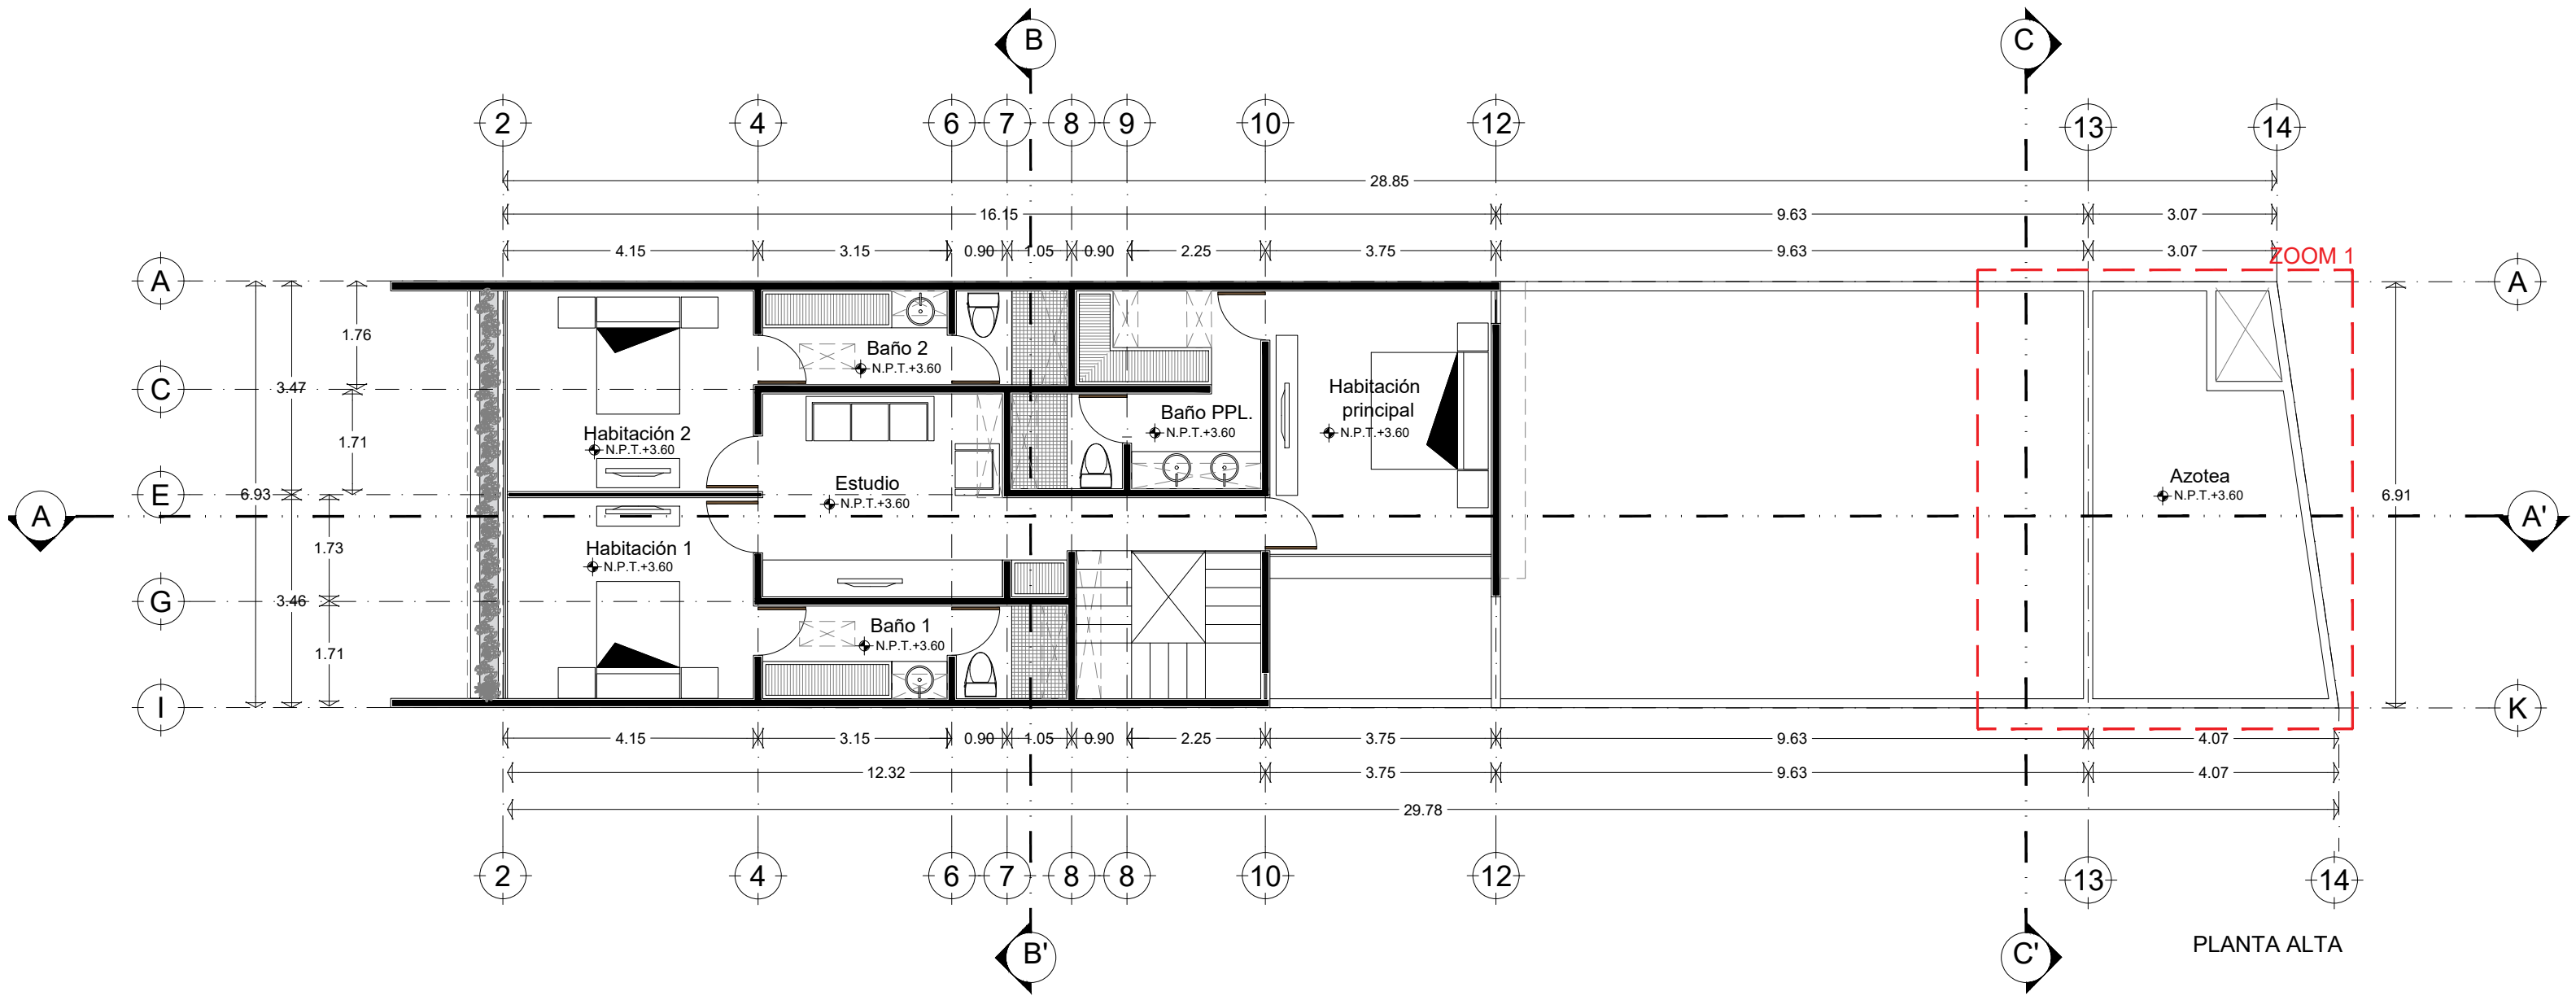 B
C
2
4
6
7
8
9
10
12
13
14
28.85
16.15
9.63
3.07
4.15
3.15
0.90
1.05
0.90
2.25
3.75
9.63
3.07
ZOOM 1
A
A
1.76
Baño 2
N.P.T.+3.60
C
3.47
Habitación
principal
N.P.T.+3.60
Baño PPL.
N.P.T.+3.60
1.71
Habitación 2
N.P.T.+3.60
Estudio
N.P.T.+3.60
Azotea
N.P.T.+3.60
E
6.93
6.91
A
A'
1.73
Habitación 1
N.P.T.+3.60
G
3.46
Baño 1
N.P.T.+3.60
1.71
I
K
4.15
3.15
0.90
1.05
0.90
2.25
3.75
9.63
4.07
12.32
3.75
9.63
4.07
29.78
2
4
6
7
8
8
10
12
13
14
B'
C'
PLANTA ALTA